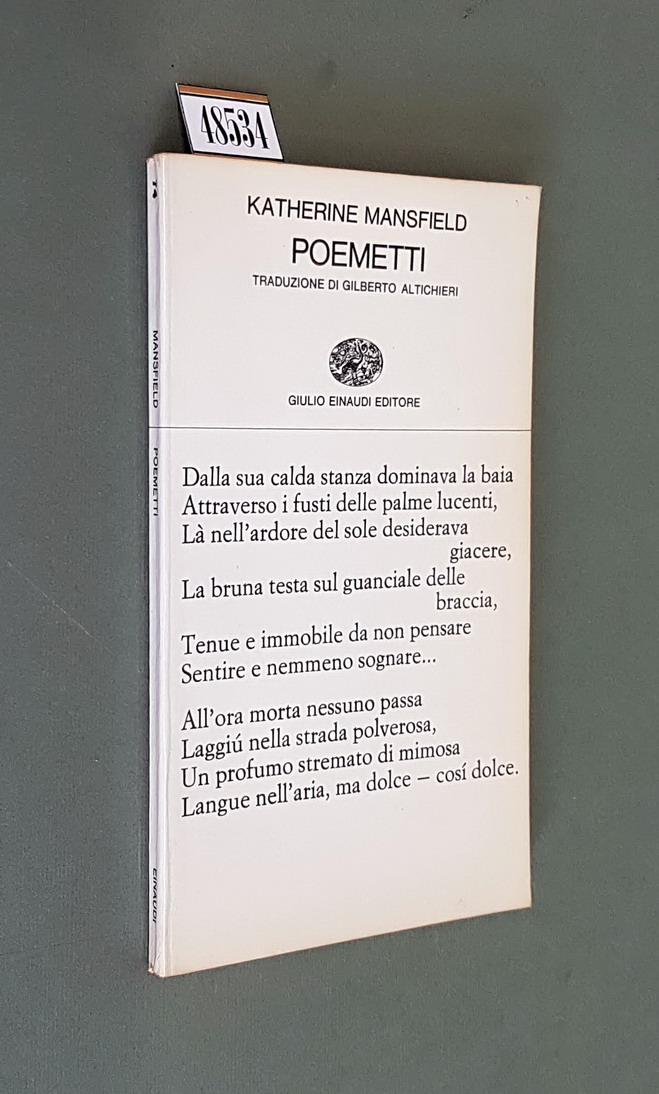 48534
KATHERINE MANSFIELD
POEMETTI
TRADUZIONE DI GILBERTO ALTICHIERI
GIULIO EINAUDI EDITORE
Dalla sua calda stanza dominava la baia
Attraverso i fusti delle palme lucenti,
Là nell'ardore del sole desiderava
giacere,
La bruna testa sul guanciale delle
braccia,
Tenue e immobile da non pensare
Sentire e nemmeno sognare...
All'ora morta nessuno passa
Laggiú nella strada polverosa,
Un profumo stremato di mimosa
Langue nell'aria, ma dolce – cosí dolce.
74
MANSFIELD POEMETTI
EINAUDI